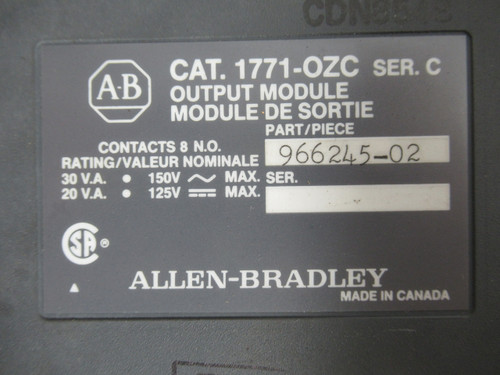 A-B
CAT. 1771-OZC SER. C
OUTPUT MODULE
MODULE DE SORTIE
PART/PIECE
CONTACTS 8 N.O.
RATING/VALEUR NOMINALE
966245-02
30 V.A. • 150V ~ MAX. SER.
20 V.A. • 125V ⎓ MAX.
SA ®
ALLEN-BRADLEY
MADE IN CANADA